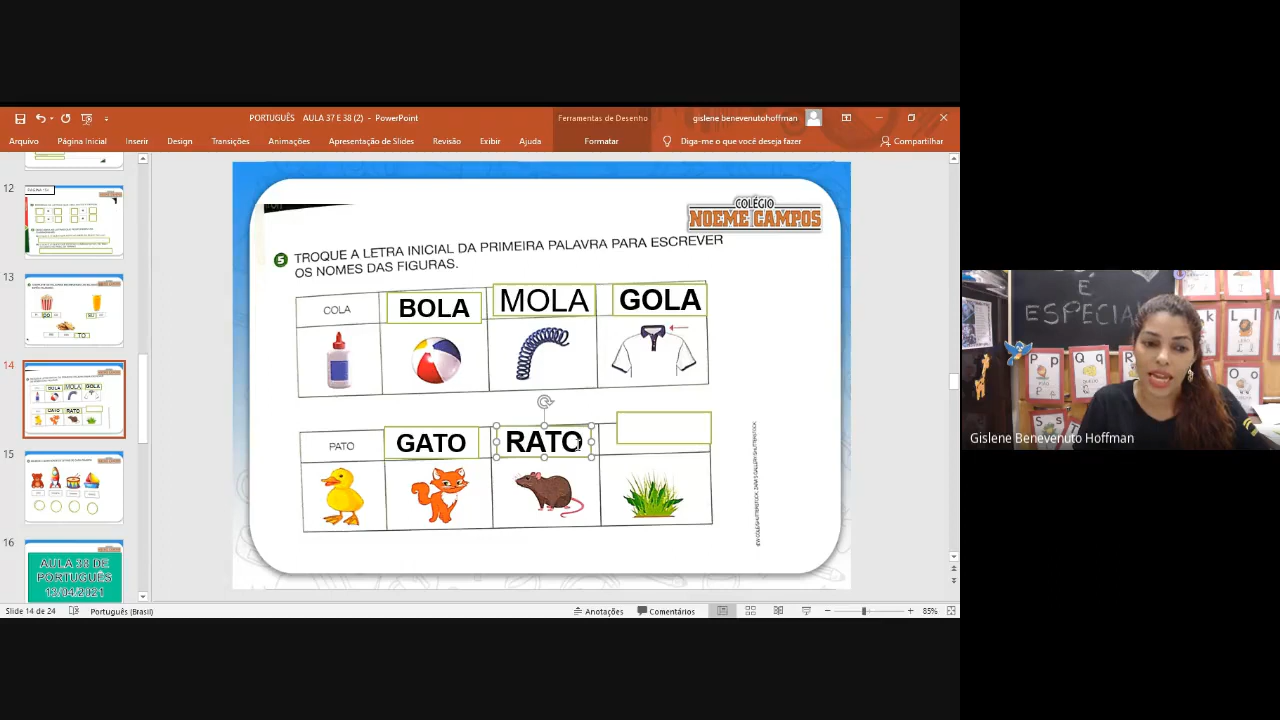 PORTUGUÊS AULA 37 E 38 (2) - PowerPoint
Ferramentas de Desenho
gislene benevenutohoffman
Arquivo
Página Inicial
Inserir
Design
Transições
Animações
Apresentação de Slides
Revisão
Exibir
Ajuda
Formatar
Diga-me o que você deseja fazer
Compartilhar
12
13
14
15
16
AULA 38 DE
PORTUGUÊS
13/04/2021
COLÉGIO
NOEME CAMPOS
5 TROQUE A LETRA INICIAL DA PRIMEIRA PALAVRA PARA ESCREVER
OS NOMES DAS FIGURAS.
COLA
BOLA
MOLA
GOLA
PATO
GATO
RATO
É
ESPECIAL
P p
Q q
R
O o
S s
Gislene Benevenuto Hoffman
Slide 14 de 24
Português (Brasil)
Anotações
Comentários
85%